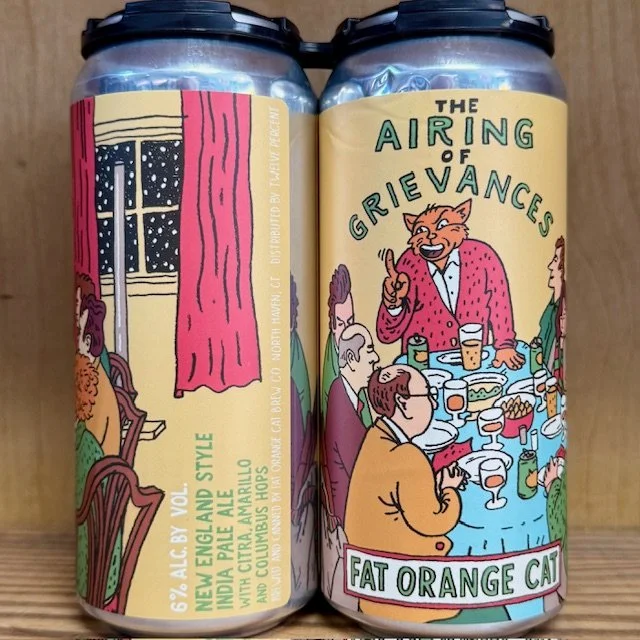 6% ALC. BY VOL.
NEW ENGLAND STYLE
INDIA PALE ALE
WITH CITRA, AMARILLO
AND COLUMBUS HOPS
BREWED AND CANNED BY FAT ORANGE CAT BREW CO NORTH HAVEN, CT DISTRIBUTED BY TWELVE PERCENT
THE
AIRING
OF
GRIEVANCES
FAT ORANGE CAT